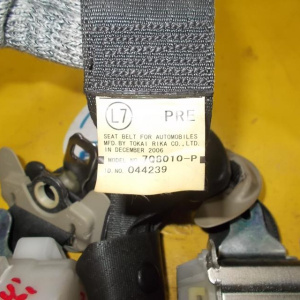 L7 PRE
SEAT BELT FOR AUTOMOBILES
MFD.BY TOKAI RIKA CO.,LTD.
IN DECEMBER 2006
MODEL NO. 7G8010-P
ID NO. 044239